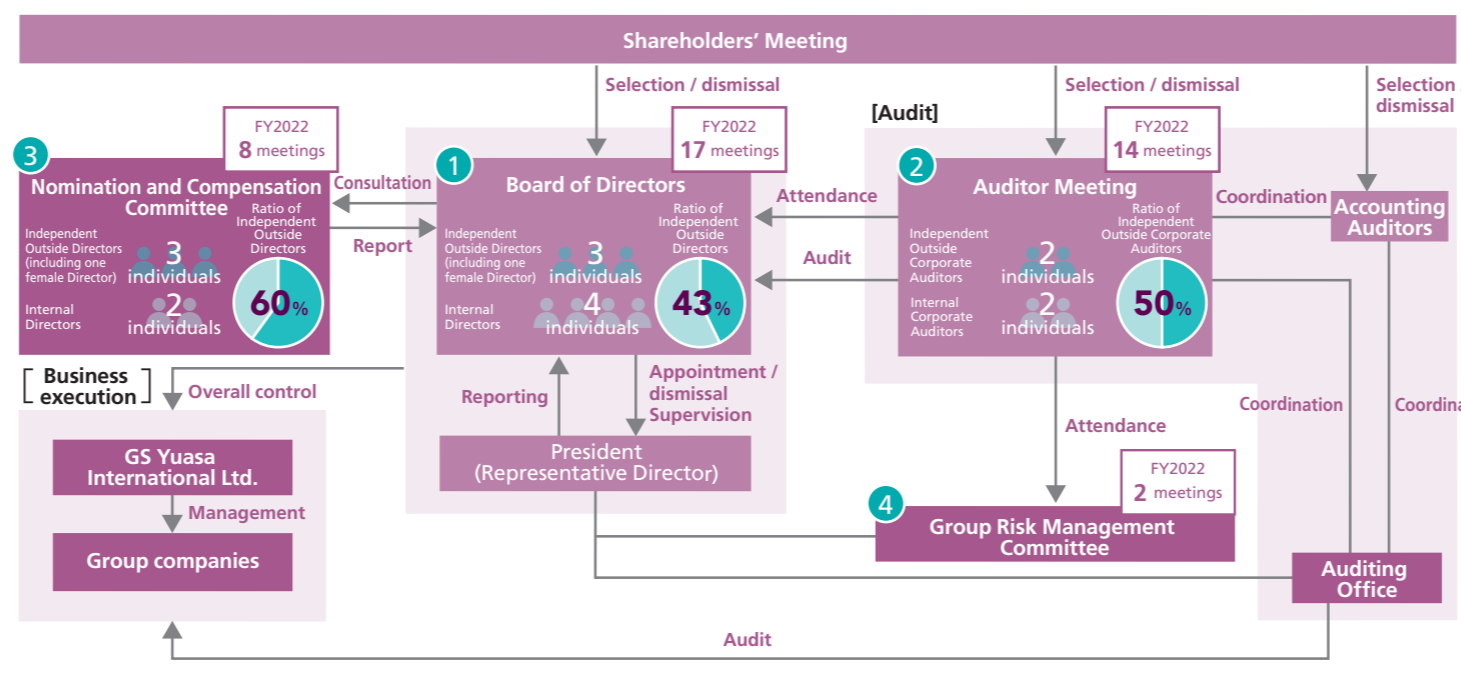 Shareholders' Meeting
Selection / dismissal
Selection / dismissal
Selection /
dismissal
[Audit]
FY2022
8 meetings
FY2022
17 meetings
FY2022
14 meetings
3
Nomination and Compensation
Committee
Ratio of
Independent
Outside
Directors
Independent
Outside Directors
(including one
female Director)
3
individuals
Internal
Directors
2
individuals
60%
Consultation
Report
1
Board of Directors
Ratio of
Independent
Outside
Directors
Independent
Outside Directors
(including one
female Director)
3
individuals
Internal
Directors
4
individuals
43%
Attendance
Audit
2
Auditor Meeting
Ratio of
Independent
Outside Corporate
Auditors
Independent
Outside
Corporate
Auditors
2
individuals
Internal
Corporate
Auditors
2
individuals
50%
Coordination
Accounting
Auditors
[Business
execution]
Overall control
Reporting
Appointment /
dismissal
Supervision
President
(Representative Director)
Attendance
Coordination
GS Yuasa
International Ltd.
Management
Group companies
FY2022
2 meetings
4
Group Risk Management
Committee
Auditing
Office
Audit